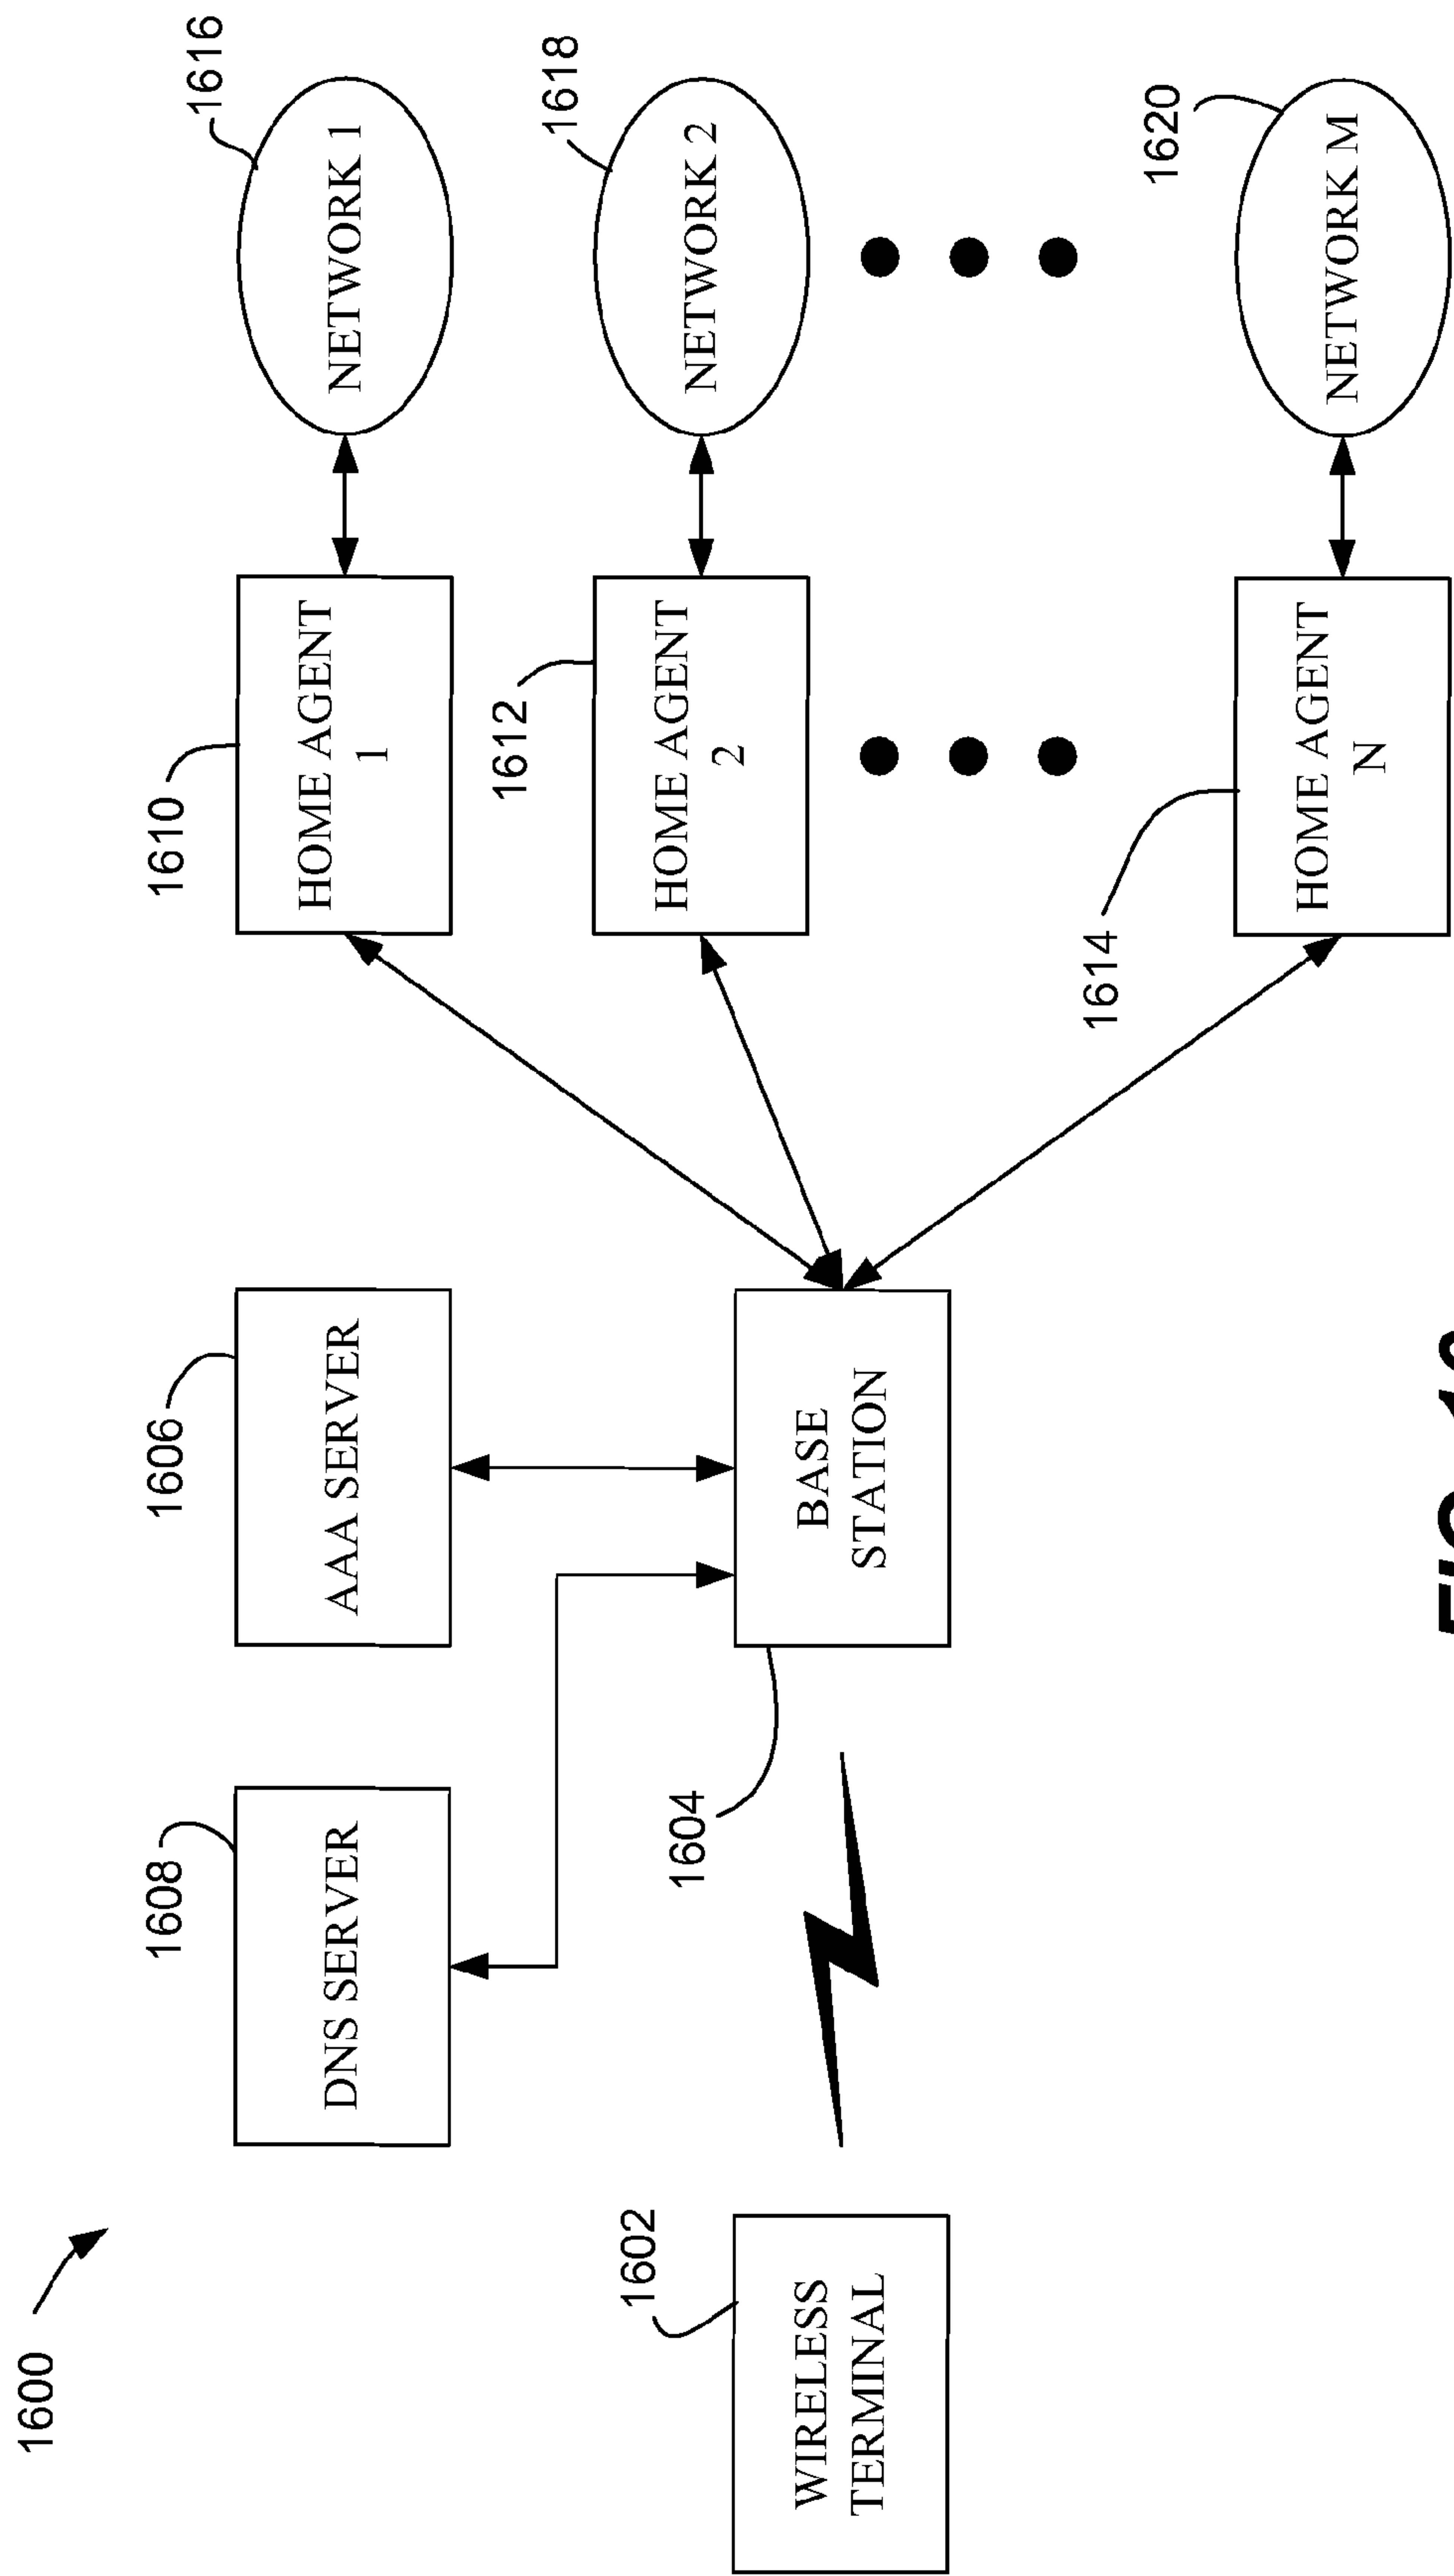 1600
1608
1606
1610
1616
DNS SERVER
AAA SERVER
HOME AGENT
1
NETWORK 1
1612
1618
HOME AGENT
2
NETWORK 2
1602
1604
WIRELESS
TERMINAL
BASE
STATION
1614
1620
HOME AGENT
N
NETWORK M